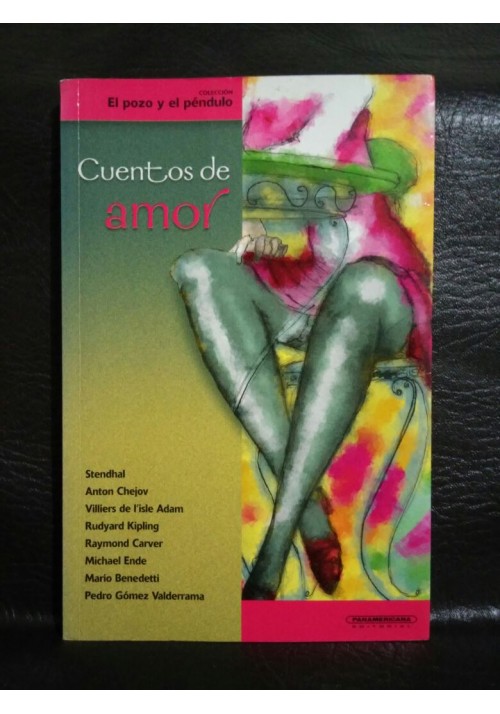 COLECCIÓN
El pozo y el péndulo
Cuentos de
amor
Stendhal
Anton Chejov
Villiers de l'isle Adam
Rudyard Kipling
Raymond Carver
Michael Ende
Mario Benedetti
Pedro Gómez Valderrama
PANAMERICANA
EDITORIAL